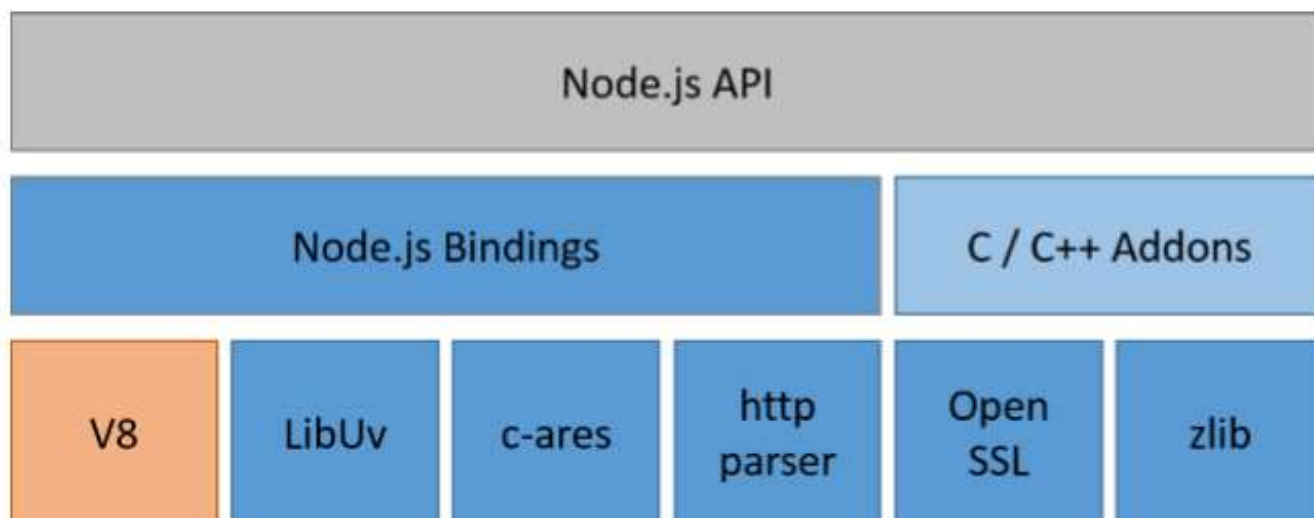 Node.js API
Node.js Bindings
C / C++ Addons
V8
LibUv
c-ares
http
parser
Open
SSL
zlib